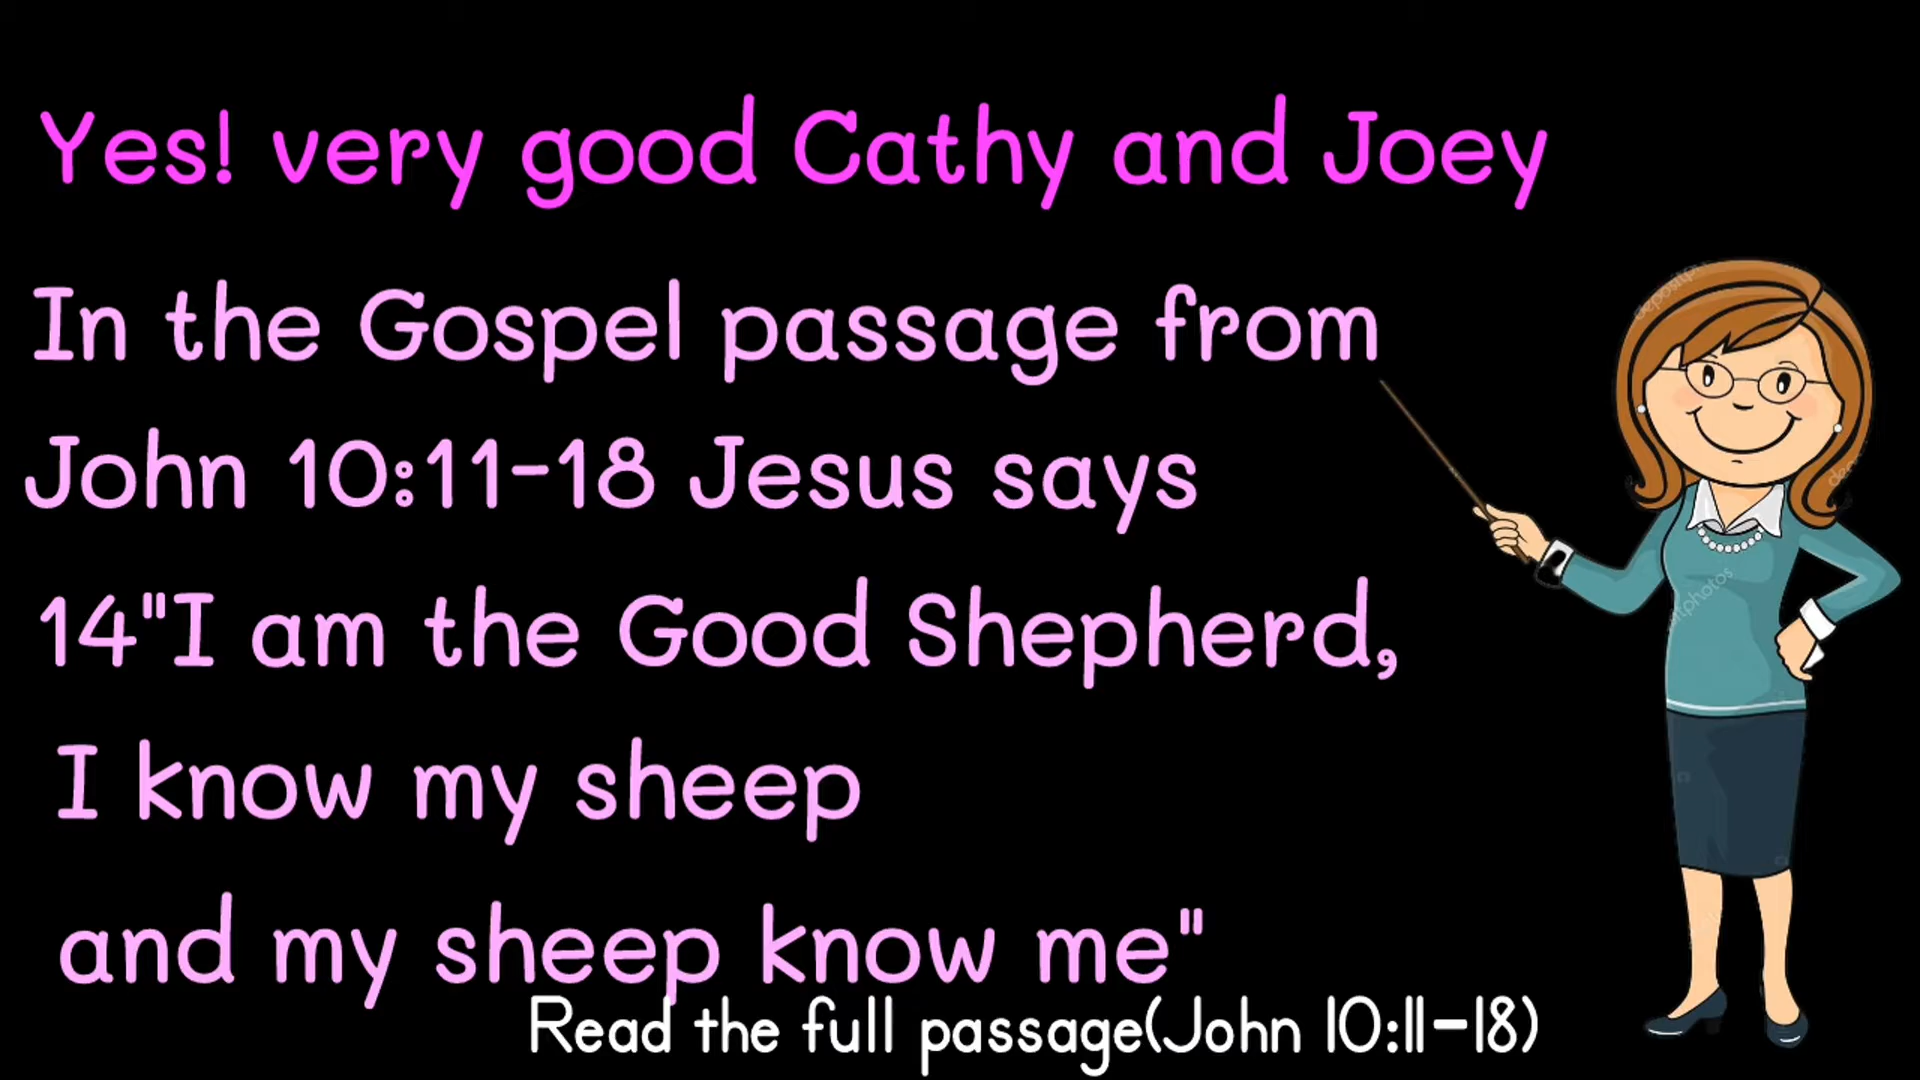 Yes! very good Cathy and Joey
In the Gospel passage from
John 10:11-18 Jesus says
14"I am the Good Shepherd,
I know my sheep
and my sheep know me"
Read the full passage(John 10:11-18)